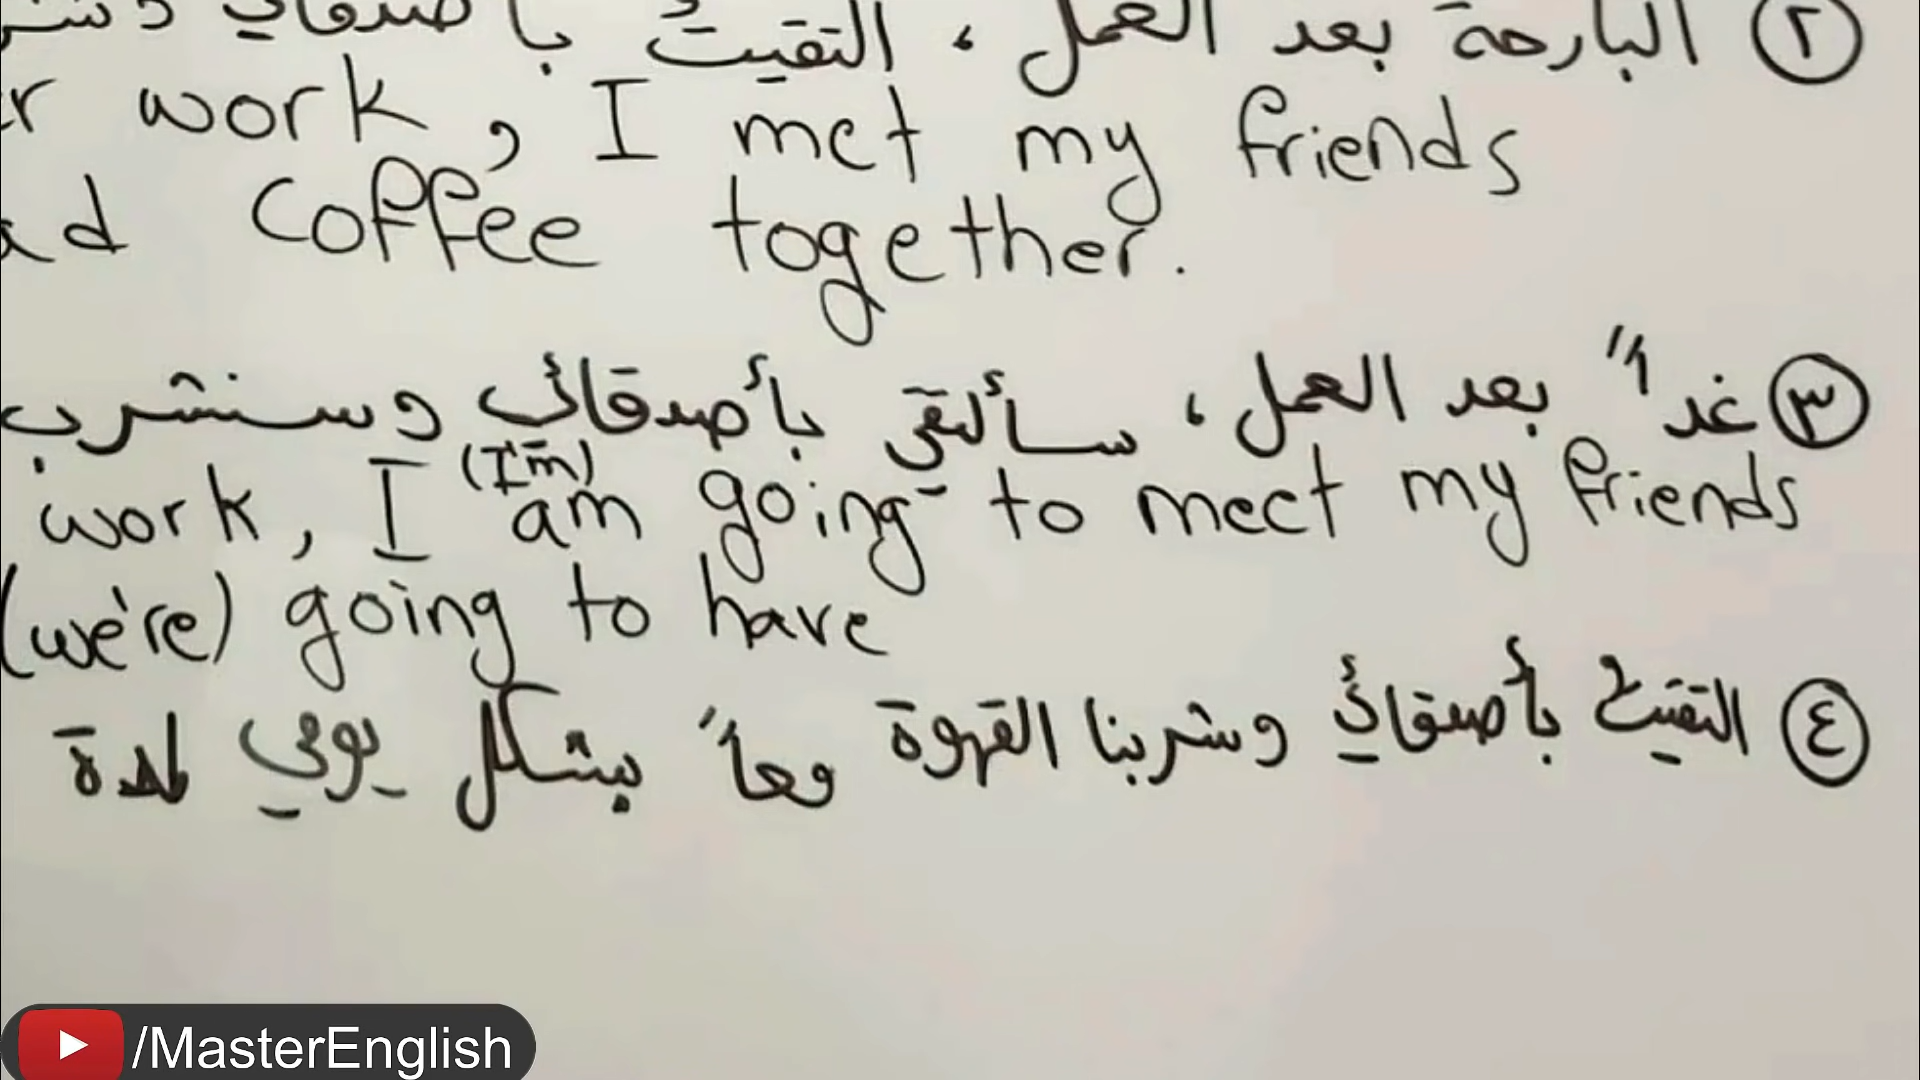 ٢ البارحة بعد العمل ، التقيتُ بأصدقائي
work, I met my friends
coffee together.
٣ غداً بعد العمل ، سألتقي بأصدقائي وسنشرب
(I'm)
work, I am going to meet my friends
(we're) going to have
٤ التقيت بأصدقائي وشربنا القهوة معاً بشكل يومي لمدة
/MasterEnglish